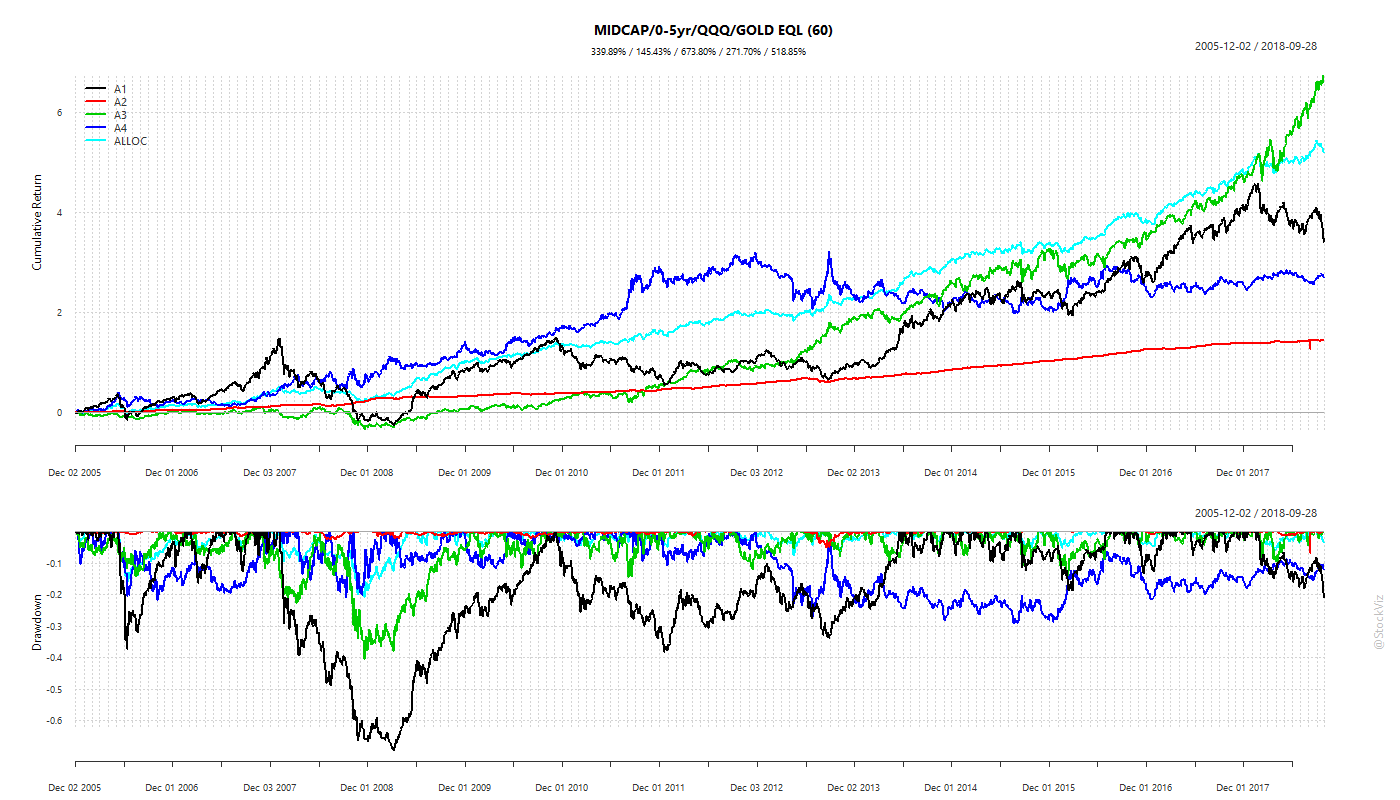 MIDCAP/0-5yr/QQQ/GOLD EQL (60)
339.89% / 145.43% / 673.80% / 271.70% / 518.85%
2005-12-02 / 2018-09-28
A1
A2
A3
A4
ALLOC
Cumulative Return
6
4
2
0
Dec 02 2005 Dec 01 2006 Dec 03 2007 Dec 01 2008 Dec 01 2009 Dec 01 2010 Dec 01 2011 Dec 03 2012 Dec 02 2013 Dec 01 2014 Dec 01 2015 Dec 01 2016 Dec 01 2017
2005-12-02 / 2018-09-28
Drawdown
-0.1
-0.2
-0.3
-0.4
-0.5
-0.6
Dec 02 2005 Dec 01 2006 Dec 03 2007 Dec 01 2008 Dec 01 2009 Dec 01 2010 Dec 01 2011 Dec 03 2012 Dec 02 2013 Dec 01 2014 Dec 01 2015 Dec 01 2016 Dec 01 2017
@StockViz